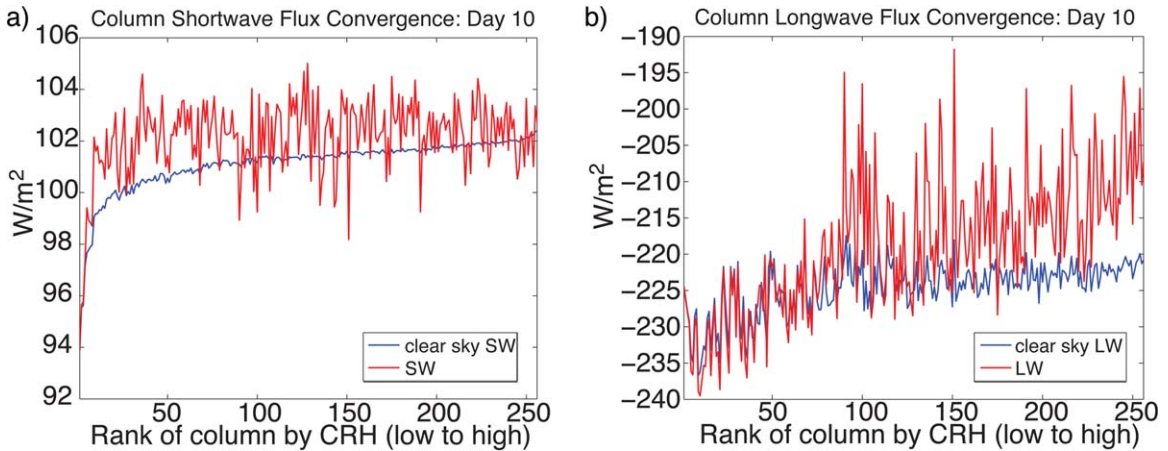 a)
Column Shortwave Flux Convergence: Day 10
W/m²
106
104
102
100
98
96
94
92
50
100
150
200
250
clear sky SW
SW
Rank of column by CRH (low to high)
b)
Column Longwave Flux Convergence: Day 10
W/m²
−190
−195
−200
−205
−210
−215
−220
−225
−230
−235
−240
50
100
150
200
250
clear sky LW
LW
Rank of column by CRH (low to high)